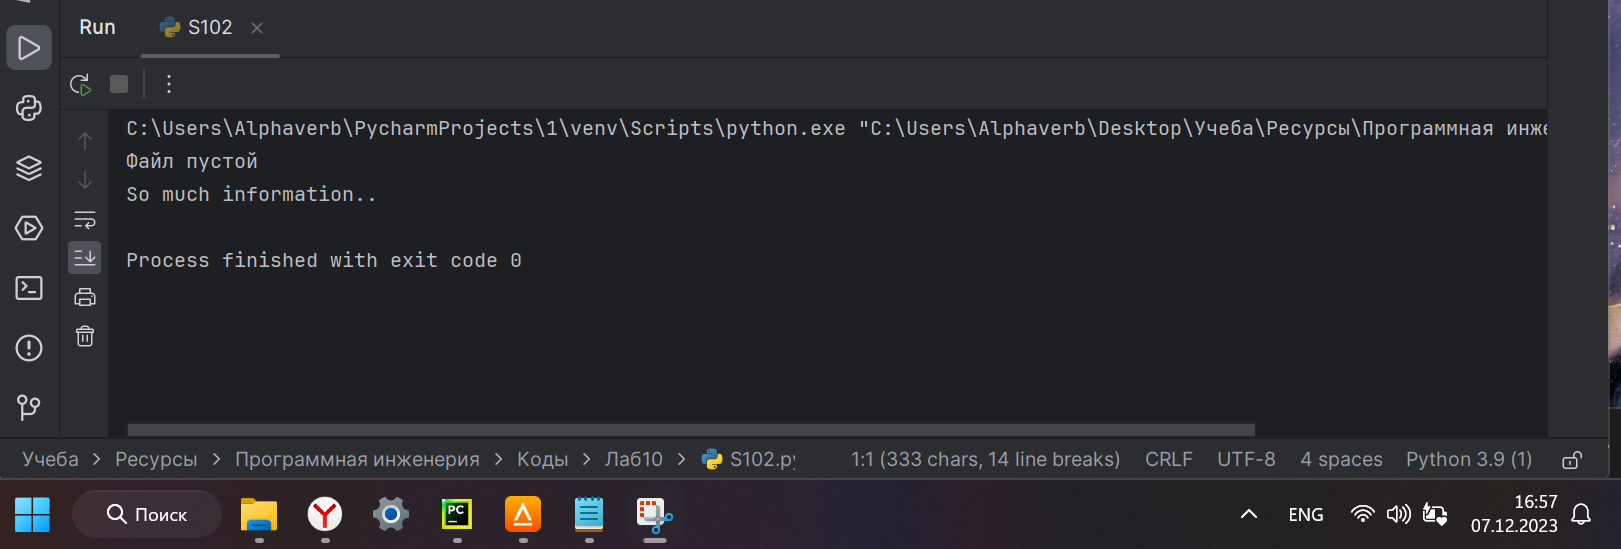 Run S102
C:\Users\Alphaverb\PycharmProjects\1\venv\Scripts\python.exe "C:\Users\Alphaverb\Desktop\Учеба\Ресурсы\Программная инже
Файл пустой
So much information..
Process finished with exit code 0
Учеба > Ресурсы > Программная инженерия > Коды > Лаб10 > S102.py 1:1 (333 chars, 14 line breaks) CRLF UTF-8 4 spaces Python 3.9 (1)
Поиск PC ENG 16:57
07.12.2023